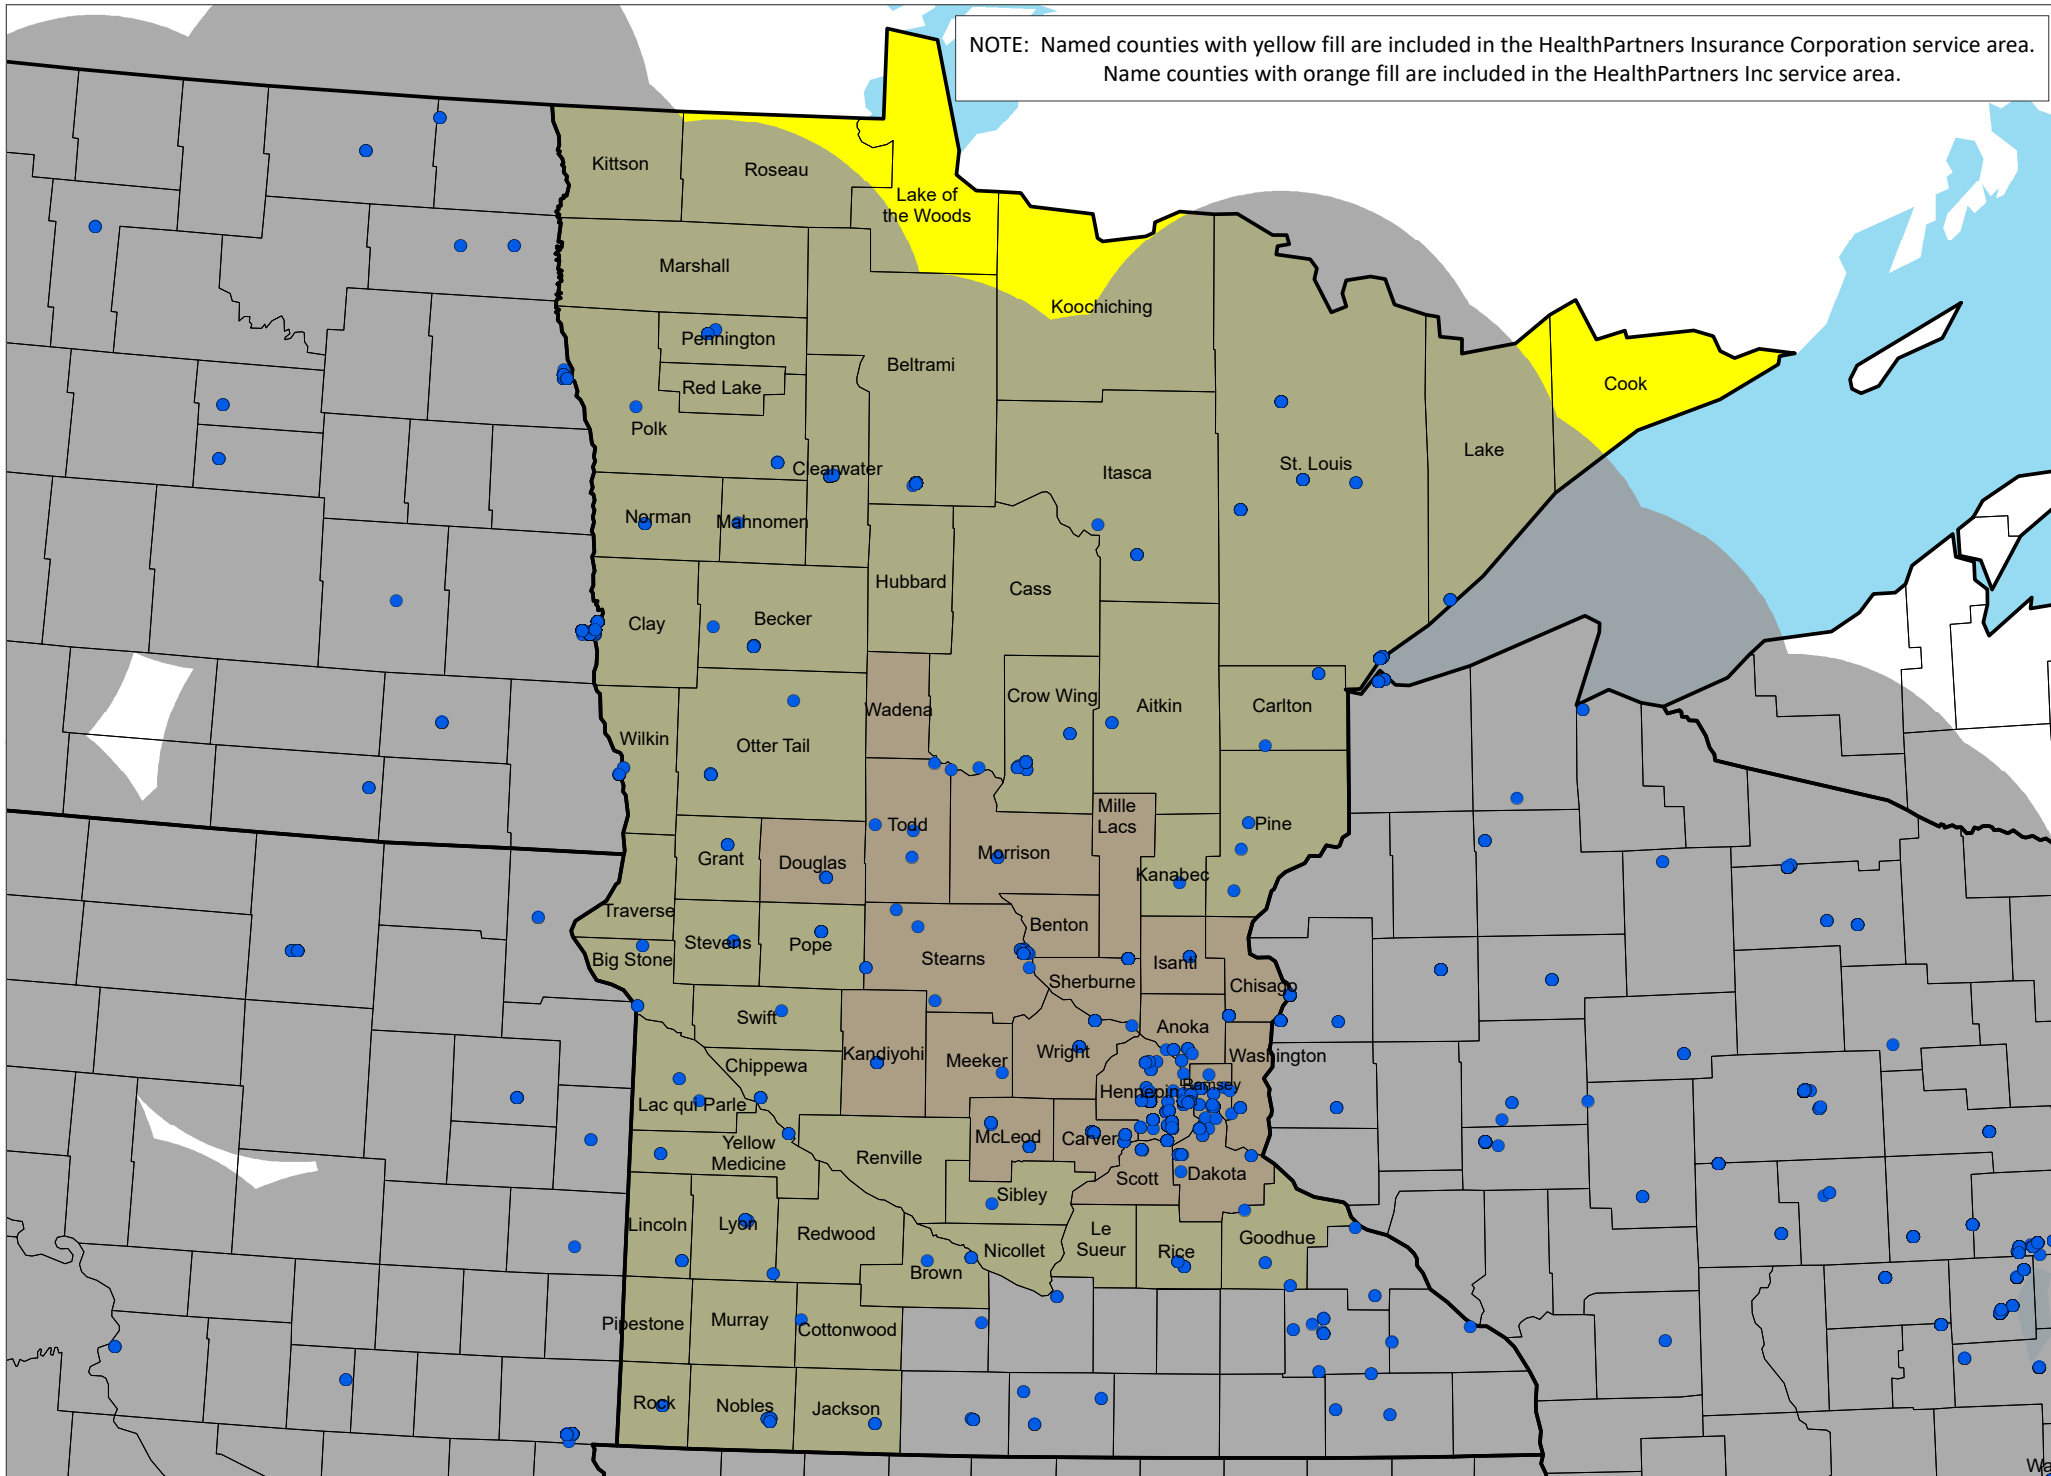 NOTE: Named counties with yellow fill are included in the HealthPartners Insurance Corporation service area.
Name counties with orange fill are included in the HealthPartners Inc service area.
Kittson
Roseau
Lake of
the Woods
Marshall
Koochiching
Pennington
Beltrami
Red Lake
Cook
Polk
Clearwater
Itasca
St. Louis
Lake
Norman
Mahnomen
Hubbard
Cass
Clay
Becker
Crow Wing
Aitkin
Carlton
Wadena
Wilkin
Otter Tail
Mille
Lacs
Todd
Pine
Grant
Douglas
Morrison
Kanabec
Traverse
Benton
Stevens
Pope
Big Stone
Stearns
Isanti
Sherburne
Chisago
Swift
Anoka
Kandiyohi
Meeker
Wright
Washington
Chippewa
Hennepin
Ramsey
Lac qui Parle
McLeod
Carver
Yellow
Medicine
Renville
Scott
Dakota
Sibley
Lincoln
Lyon
Redwood
Le
Sueur
Nicollet
Rice
Goodhue
Brown
Pipestone
Murray
Cottonwood
Rock
Nobles
Jackson